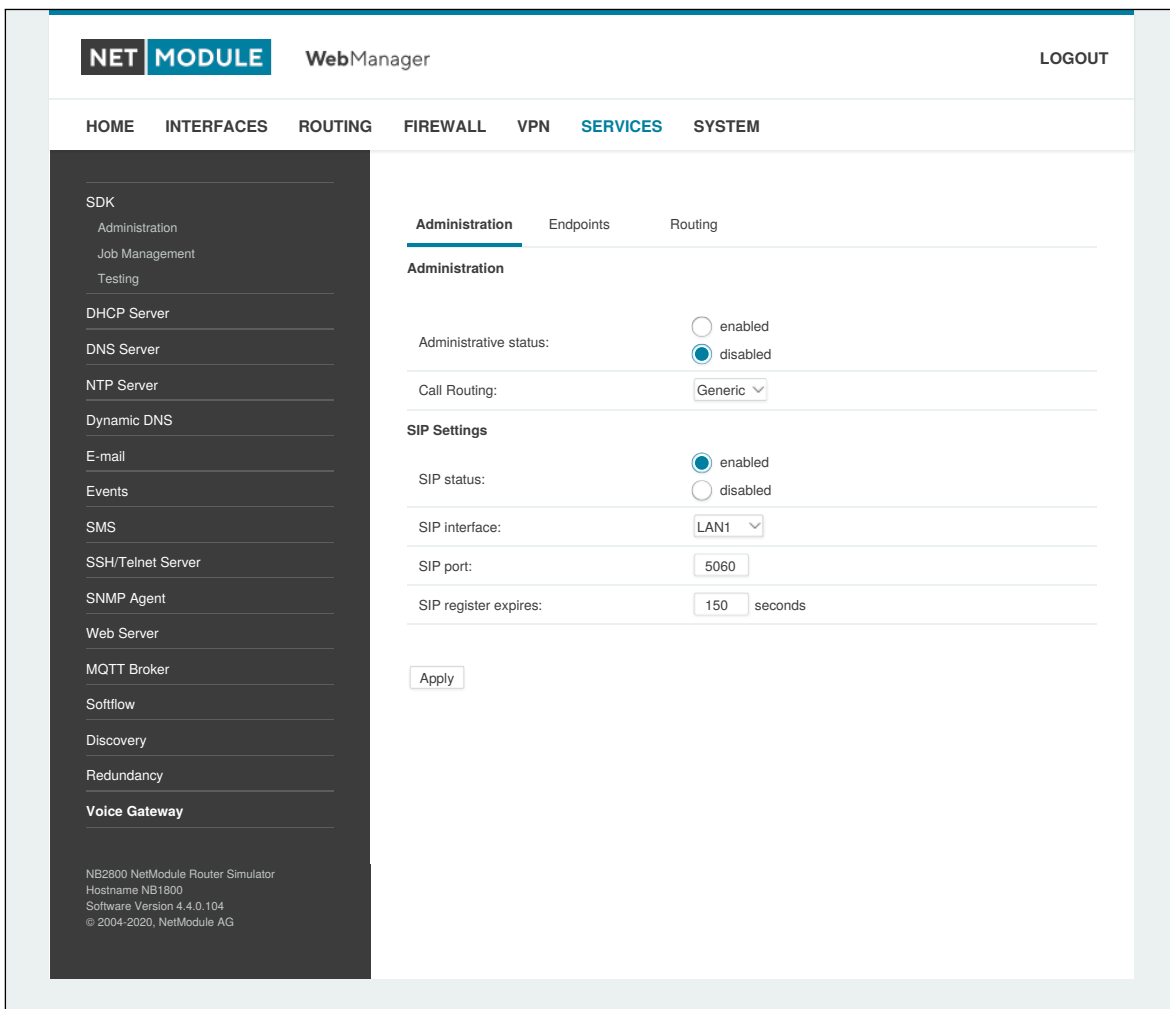 NET MODULE WebManager LOGOUT
HOME INTERFACES ROUTING FIREWALL VPN SERVICES SYSTEM
SDK
Administration
Job Management
Testing
DHCP Server
DNS Server
NTP Server
Dynamic DNS
E-mail
Events
SMS
SSH/Telnet Server
SNMP Agent
Web Server
MQTT Broker
Softflow
Discovery
Redundancy
Voice Gateway
NB2800 NetModule Router Simulator
Hostname NB1800
Software Version 4.4.0.104
© 2004-2020, NetModule AG
Administration Endpoints Routing
Administration
Administrative status:
enabled
disabled
Call Routing: Generic
SIP Settings
SIP status:
enabled
disabled
SIP interface: LAN1
SIP port: 5060
SIP register expires: 150 seconds
Apply